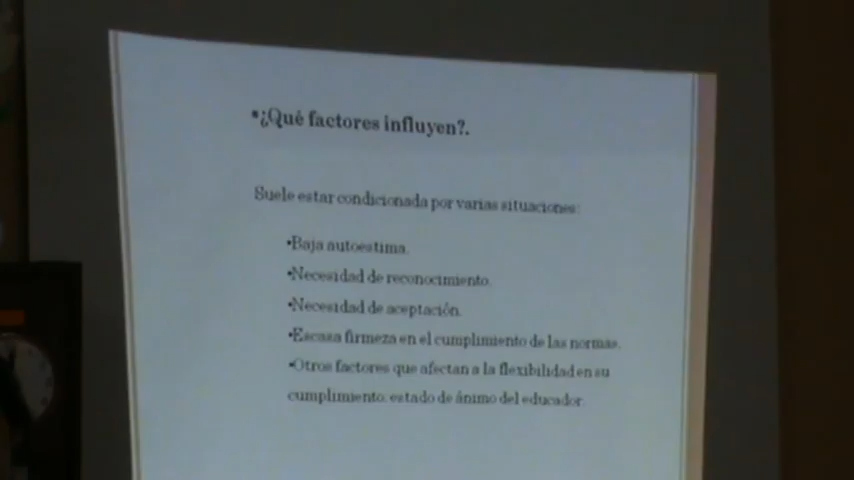 •¿Qué factores influyen?.
Suele estar condicionada por varias situaciones:
•Baja autoestima.
•Necesidad de reconocimiento.
•Necesidad de aceptación.
•Escasa firmeza en el cumplimiento de las normas.
•Otros factores que afectan a la flexibilidad en su
cumplimiento: estado de ánimo del educador.